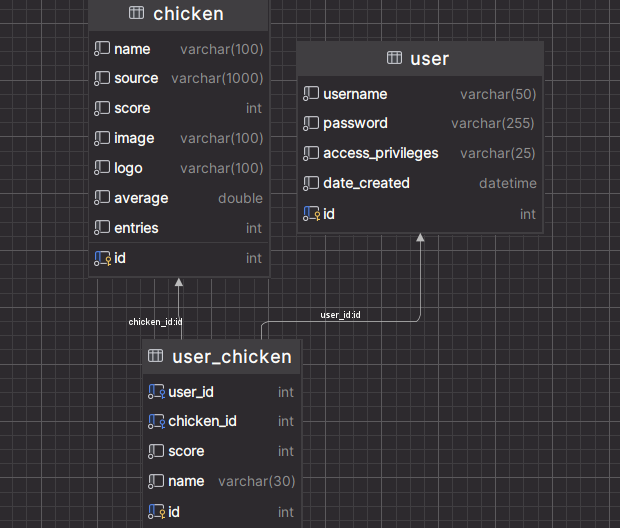 chicken
name varchar(100)
source varchar(1000)
score int
image varchar(100)
logo varchar(100)
average double
entries int
id int
user
username varchar(50)
password varchar(255)
access_privileges varchar(25)
date_created datetime
id int
chicken_id:id
user_id:id
user_chicken
user_id int
chicken_id int
score int
name varchar(30)
id int